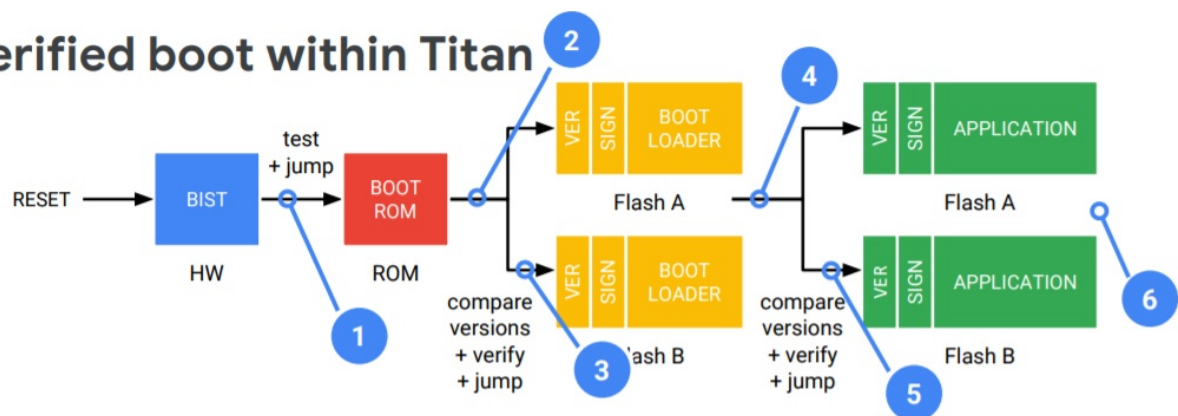 erified boot within Titan
2
4
VER
SIGN
BOOT
LOADER
VER
SIGN
APPLICATION
test
+ jump
RESET
BIST
BOOT
ROM
Flash A
Flash A
HW
ROM
VER
SIGN
BOOT
LOADER
VER
SIGN
APPLICATION
6
compare
versions
+ verify
+ jump
compare
versions
+ verify
+ jump
1
3
lash B
Flash B
5